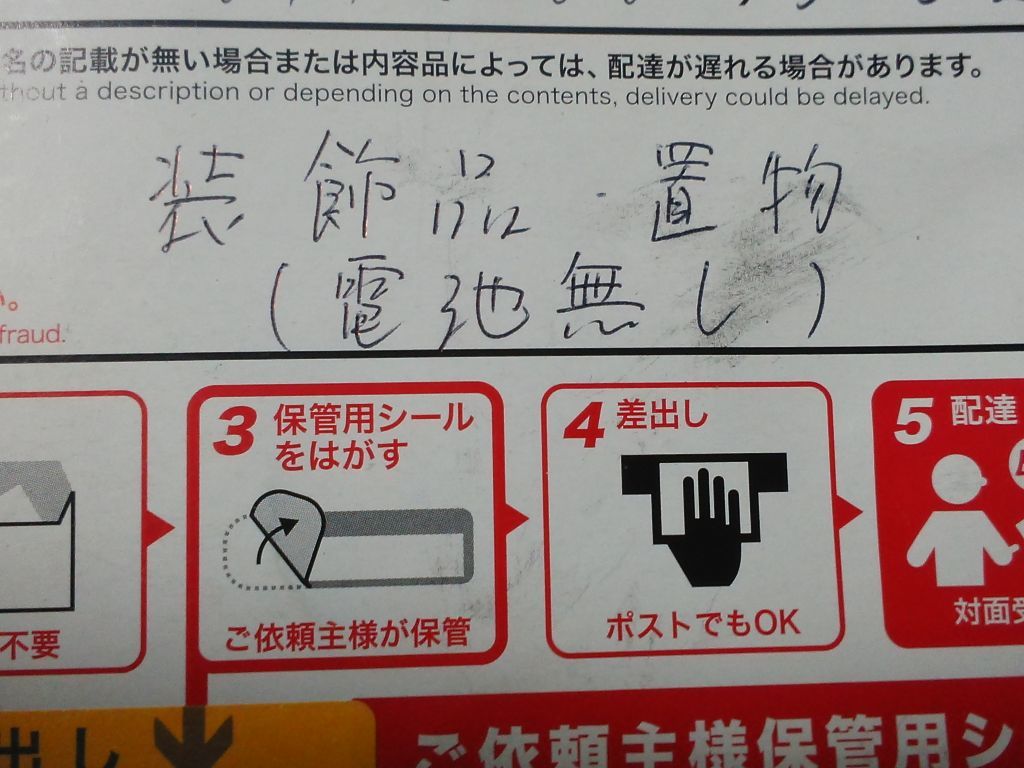 名の記載が無い場合または内容品によっては、配達が遅れる場合があります。
thout a description or depending on the contents, delivery could be delayed.
装飾品・置物
(電池無し)
い。
fraud.
不要
3 保管用シール
をはがす
ご依頼主様が保管
4 差出し
ポストでもOK
5 配達
対面受
出し
ご依頼主様保管用シ